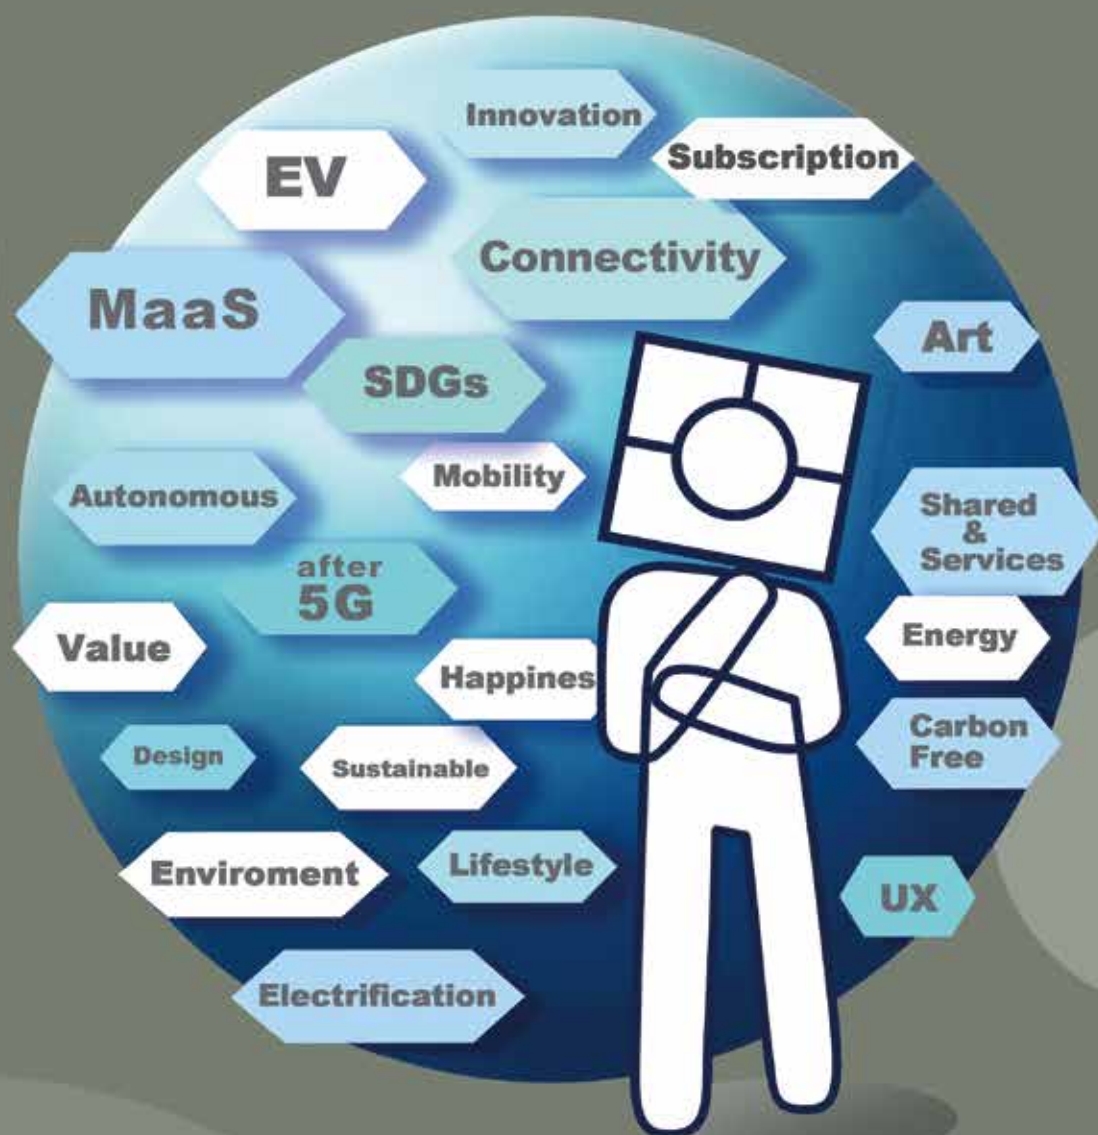 Innovation
EV
Subscription
Connectivity
MaaS
Art
SDGs
Mobility
Autonomous
Shared
&
Services
after
5G
Value
Energy
Happines
Carbon
Free
Design
Sustainable
Enviroment
Lifestyle
UX
Electrification